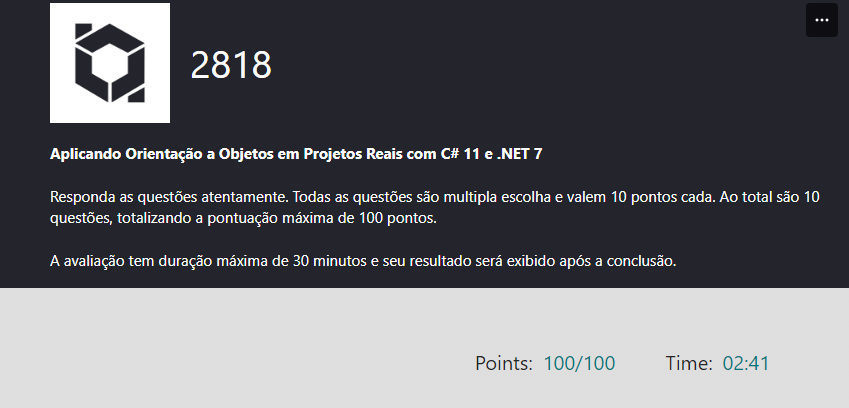 2818
Aplicando Orientação a Objetos em Projetos Reais com C# 11 e .NET 7
Responda as questões atentamente. Todas as questões são multipla escolha e valem 10 pontos cada. Ao total são 10
questões, totalizando a pontuação máxima de 100 pontos.
A avaliação tem duração máxima de 30 minutos e seu resultado será exibido após a conclusão.
Points: 100/100 Time: 02:41